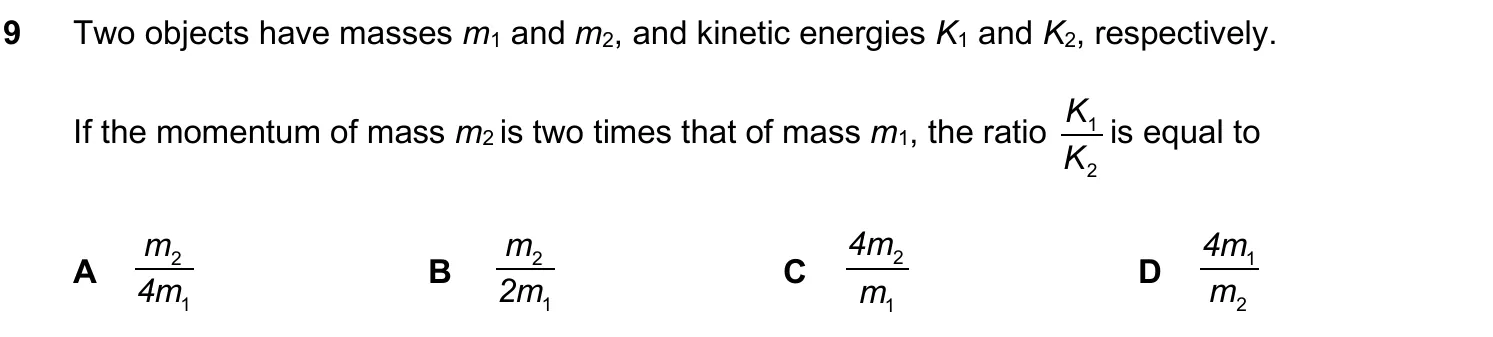 9 Two objects have masses m₁ and m₂, and kinetic energies K₁ and K₂, respectively.
If the momentum of mass m₂ is two times that of mass m₁, the ratio K₁/K₂ is equal to
A m₂/4m₁ B m₂/2m₁ C 4m₂/m₁ D 4m₁/m₂